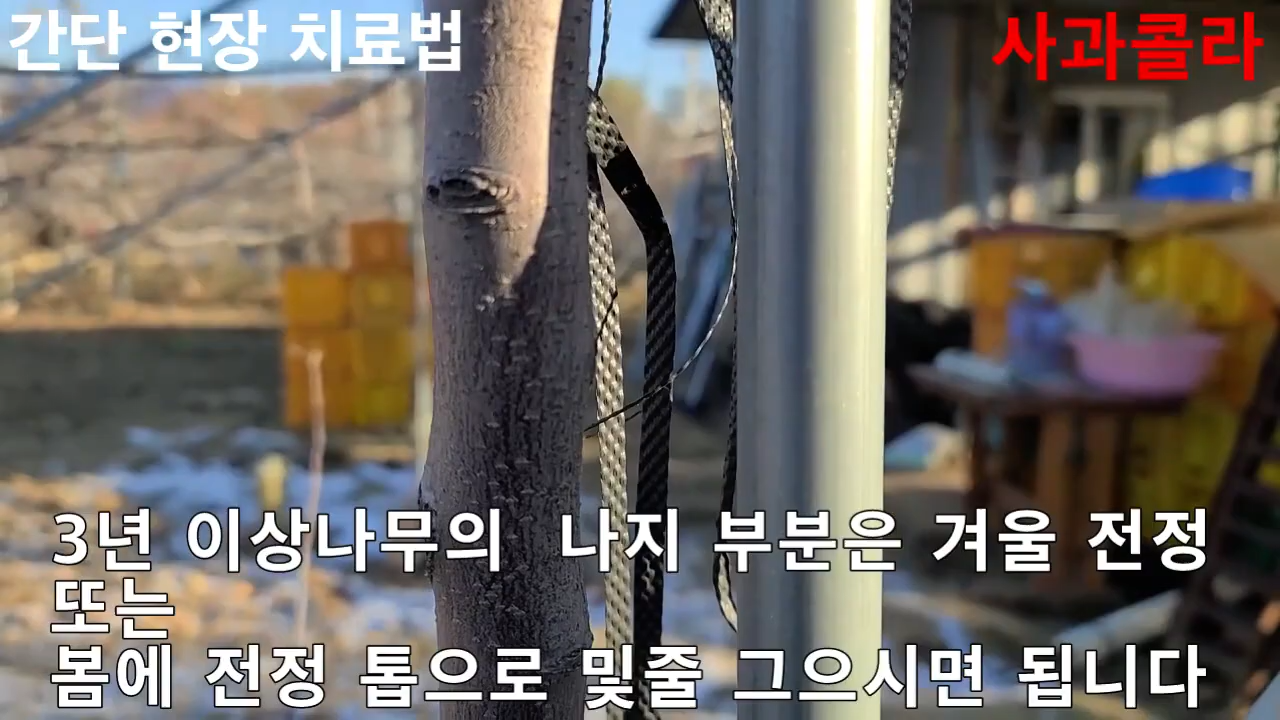 간단 현장 치료법
사과콜라
3년 이상나무의 나지 부분은 겨울 전정
또는
봄에 전정 톱으로 및줄 그으시면 됩니다